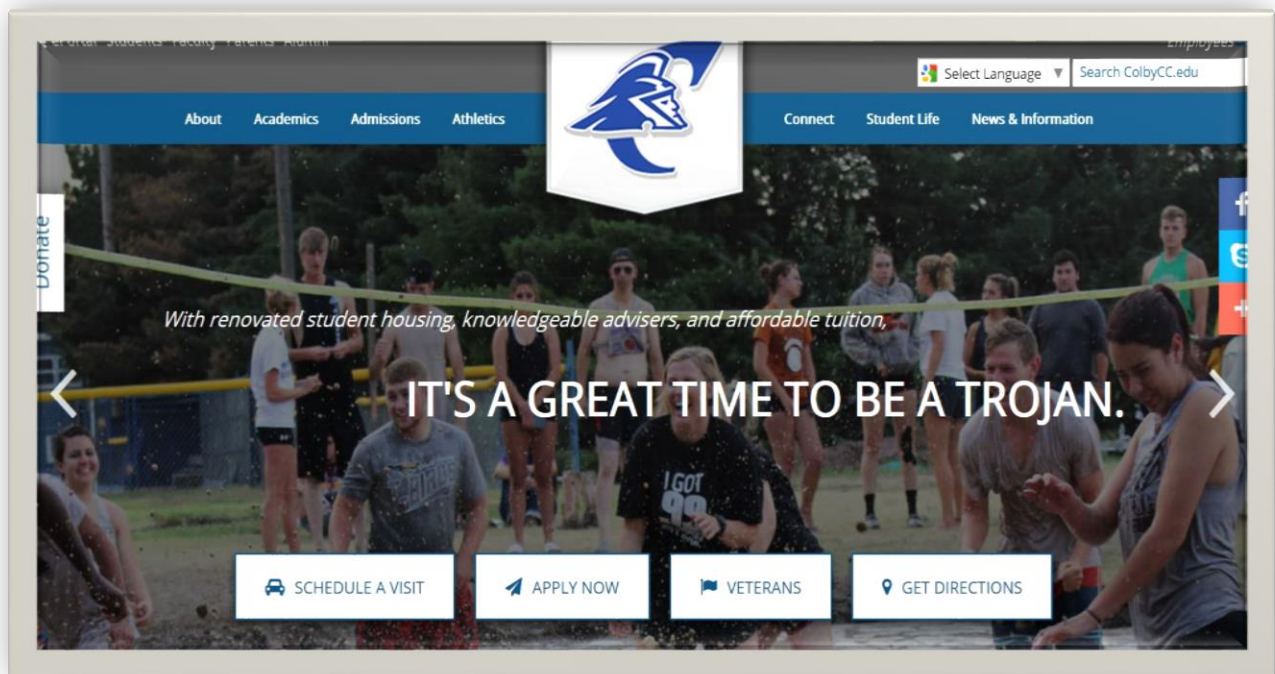 ePortal Students Faculty Parents Alumni
Employees
Select Language ▼
Search ColbyCC.edu
About Academics Admissions Athletics
Connect Student Life News & Information
Donate
With renovated student housing, knowledgeable advisers, and affordable tuition,
IT'S A GREAT TIME TO BE A TROJAN.
I GOT
99
SCHEDULE A VISIT
APPLY NOW
VETERANS
GET DIRECTIONS